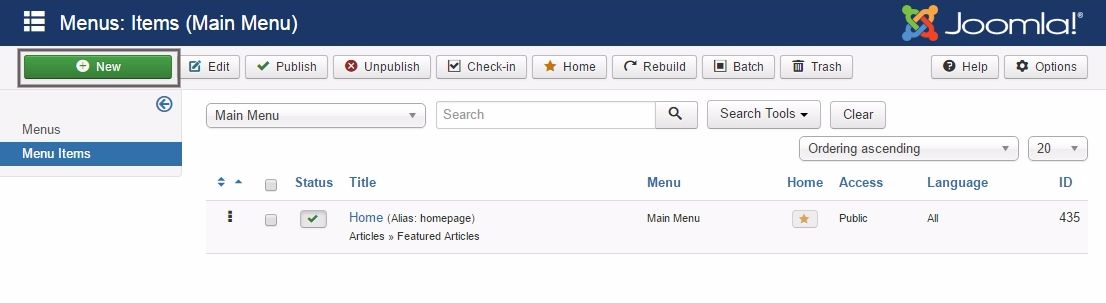 Menus: Items (Main Menu)
Joomla!®
New Edit Publish Unpublish Check-in Home Rebuild Batch Trash Help Options
Menus
Menu Items
Main Menu Search Search Tools Clear
Ordering ascending 20
Status Title Menu Home Access Language ID
Home (Alias: homepage) Main Menu Public All 435
Articles » Featured Articles